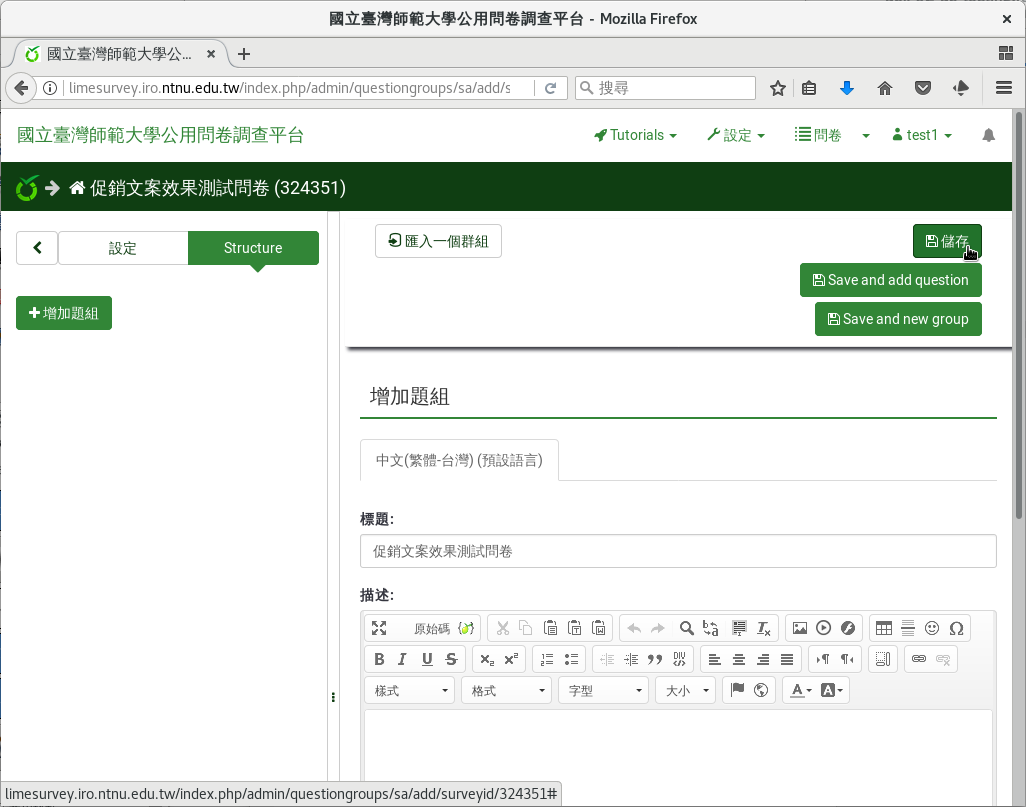 國立臺灣師範大學公用問卷調查平台 - Mozilla Firefox
國立臺灣師範大學公...
limesurvey.iro.ntnu.edu.tw/index.php/admin/questiongroups/sa/add/s
搜尋
國立臺灣師範大學公用問卷調查平台 Tutorials 設定 問卷 test1
促銷文案效果測試問卷 (324351)
設定 Structure
匯入一個群組 儲存
Save and add question
增加題組
Save and new group
增加題組
中文(繁體-台灣) (預設語言)
標題:
促銷文案效果測試問卷
描述:
原始碼
B I U S x₂ x² DIV
樣式 格式 字型 大小 A A
limesurvey.iro.ntnu.edu.tw/index.php/admin/questiongroups/sa/add/surveyid/324351#